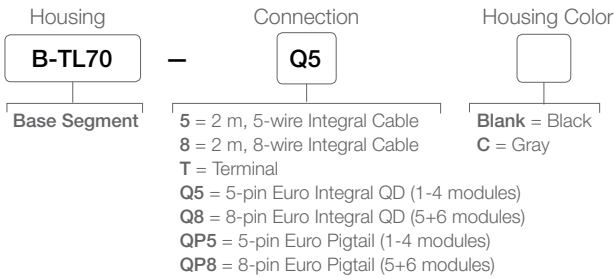 Housing Connection Housing Color
B-TL70 – Q5
Base Segment
5 = 2 m, 5-wire Integral Cable
8 = 2 m, 8-wire Integral Cable
T = Terminal
Q5 = 5-pin Euro Integral QD (1-4 modules)
Q8 = 8-pin Euro Integral QD (5+6 modules)
QP5 = 5-pin Euro Pigtail (1-4 modules)
QP8 = 8-pin Euro Pigtail (5+6 modules)
Blank = Black
C = Gray